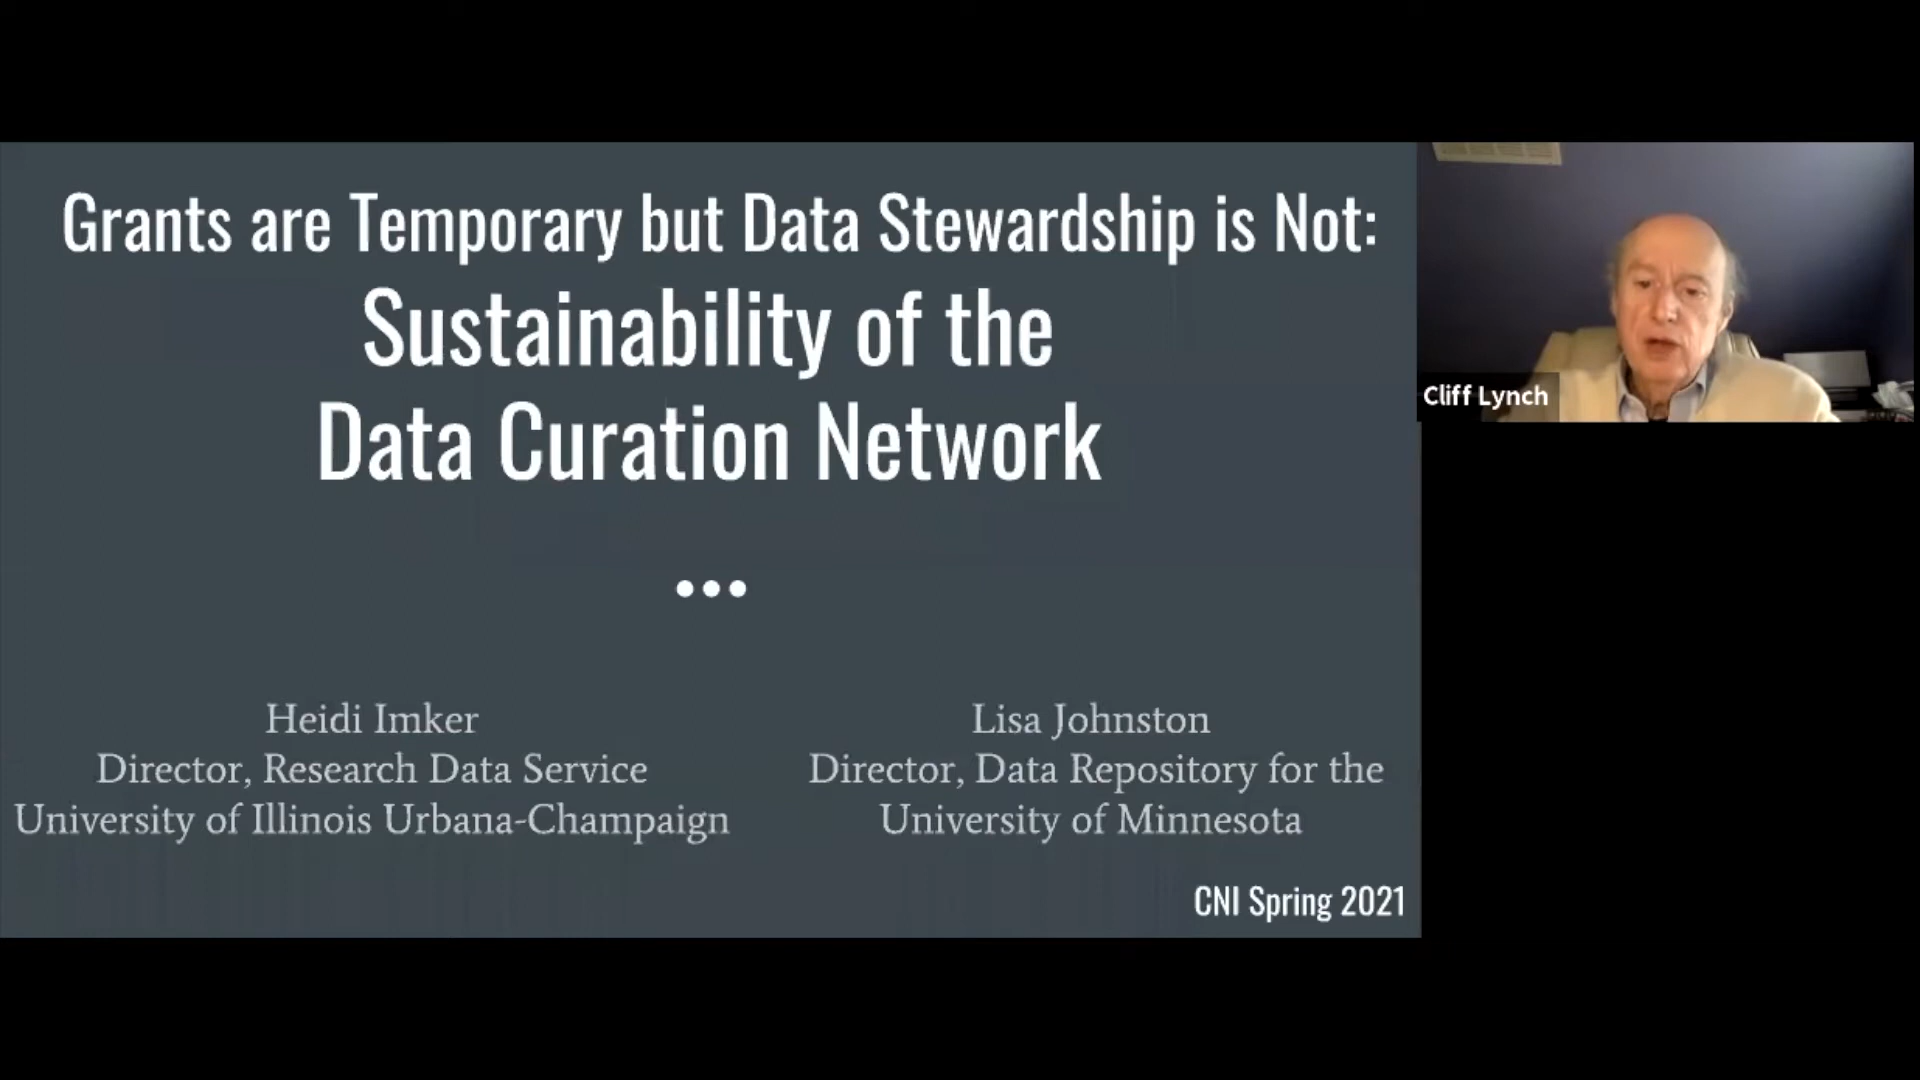 Grants are Temporary but Data Stewardship is Not:
Sustainability of the
Data Curation Network
Heidi Imker
Director, Research Data Service
University of Illinois Urbana-Champaign
Lisa Johnston
Director, Data Repository for the
University of Minnesota
CNI Spring 2021
Cliff Lynch